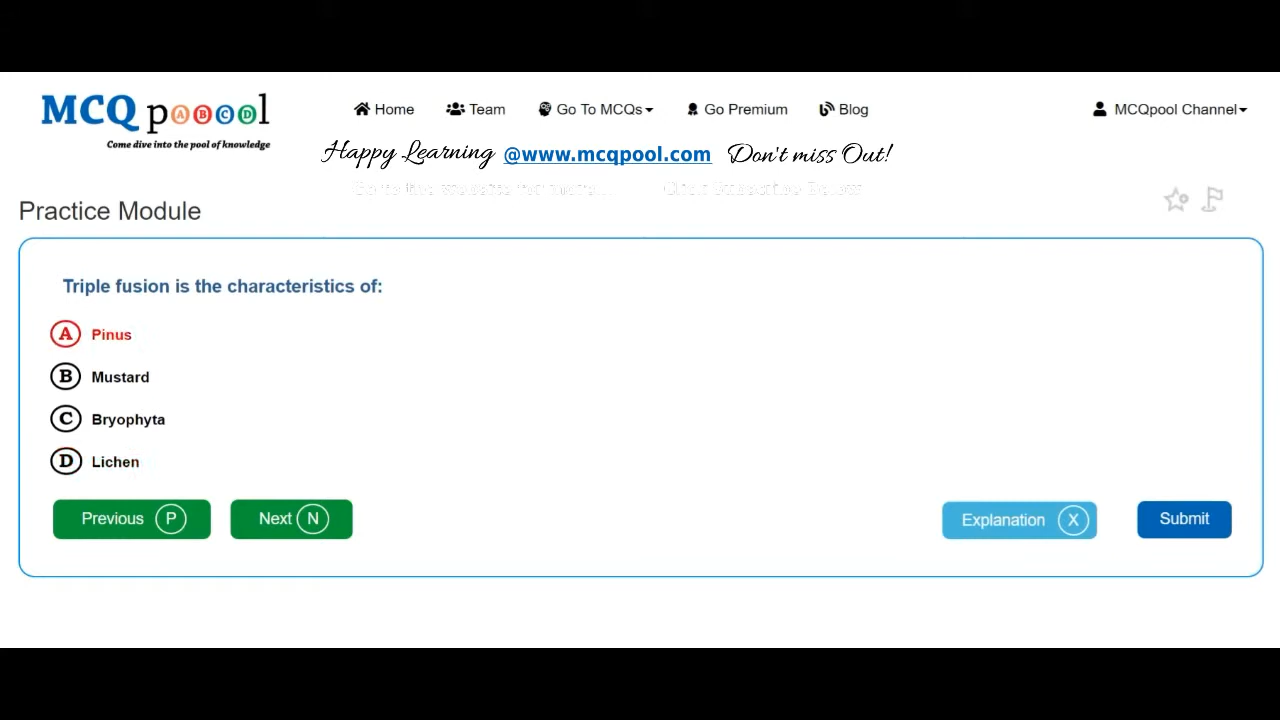 MCQ pooool
Come dive into the pool of knowledge
Home Team Go To MCQs Go Premium Blog MCQpool Channel
Happy Learning @www.mcqpool.com Don't miss Out!
Practice Module
Triple fusion is the characteristics of:
A Pinus
B Mustard
C Bryophyta
D Lichen
Previous P Next N Explanation X Submit